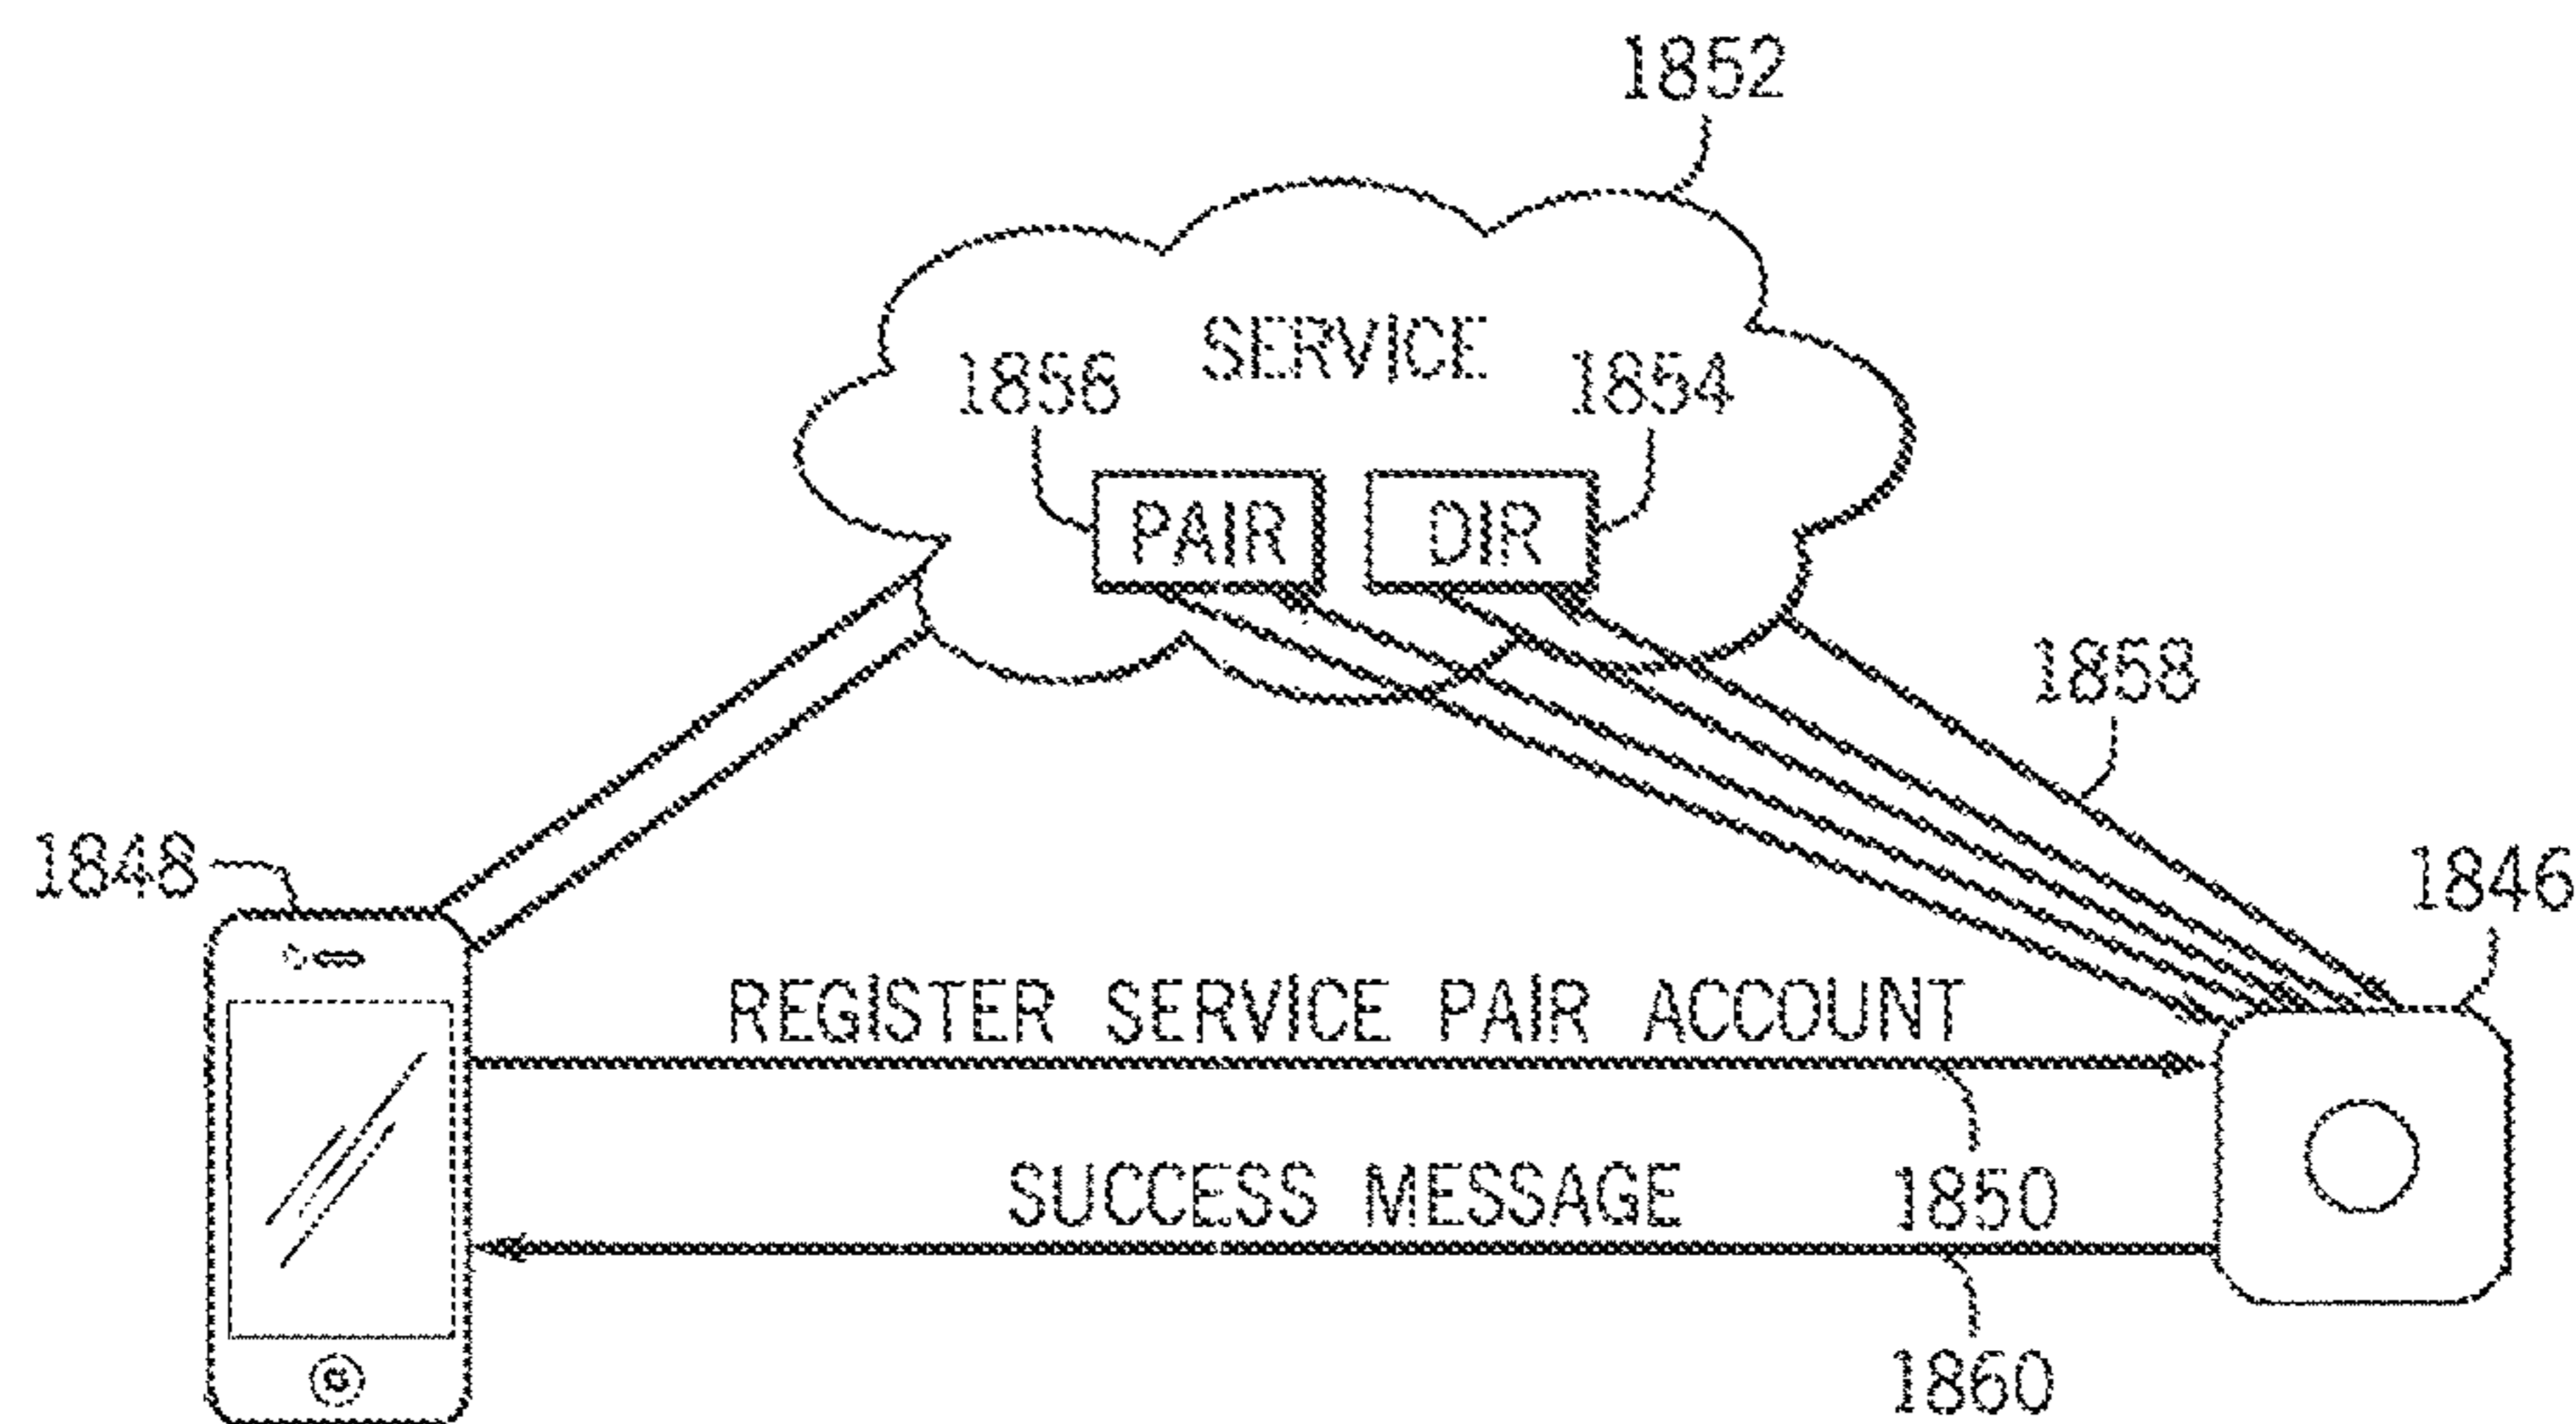 1852
SERVICE
1856
1854
PAIR
DIR
1858
1848
1846
REGISTER SERVICE PAIR ACCOUNT
1850
SUCCESS MESSAGE
1860